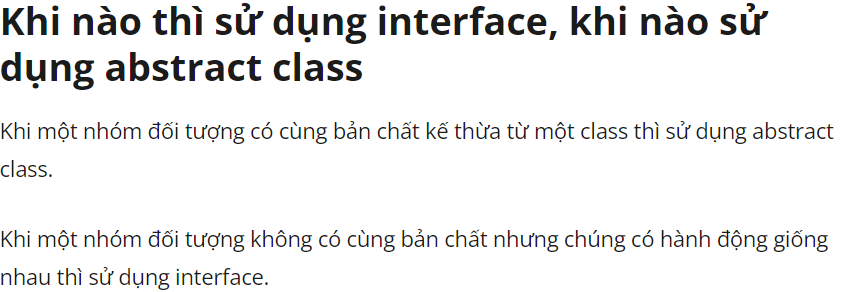 Khi nào thì sử dụng interface, khi nào sử
dụng abstract class
Khi một nhóm đối tượng có cùng bản chất kế thừa từ một class thì sử dụng abstract
class.
Khi một nhóm đối tượng không có cùng bản chất nhưng chúng có hành động giống
nhau thì sử dụng interface.